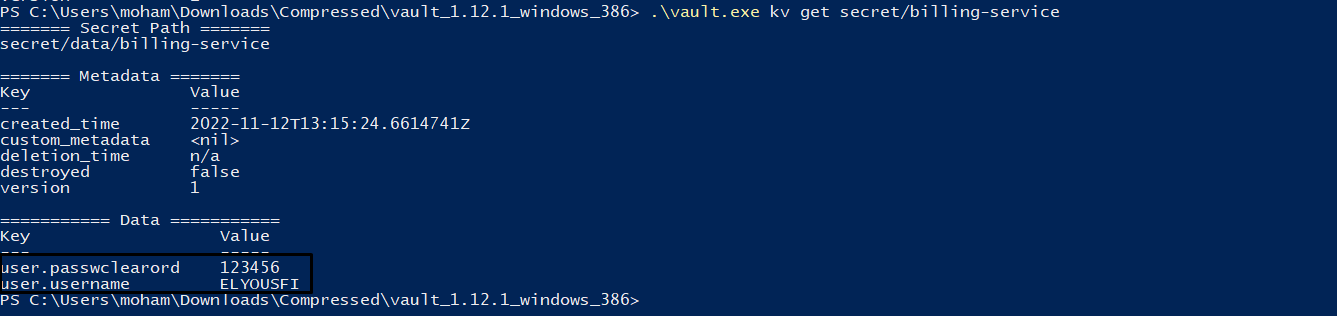 PS C:\Users\moham\Downloads\Compressed\vault_1.12.1_windows_386> .\vault.exe kv get secret/billing-service
======= Secret Path =======
secret/data/billing-service
======= Metadata =======
Key Value
--- -----
created_time 2022-11-12T13:15:24.6614741Z
custom_metadata <nil>
deletion_time n/a
destroyed false
version 1
=========== Data ===========
Key Value
--- -----
user.passwclearord 123456
user.username ELYOUSFI
PS C:\Users\moham\Downloads\Compressed\vault_1.12.1_windows_386>